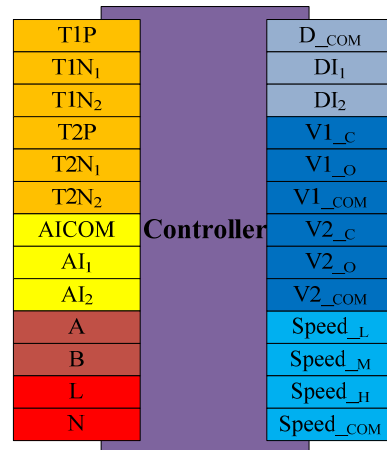 T1P
T1N₁
T1N₂
T2P
T2N₁
T2N₂
AICOM
AI₁
AI₂
A
B
L
N
Controller
D_COM
DI₁
DI₂
V1_C
V1_O
V1_COM
V2_C
V2_O
V2_COM
Speed_L
Speed_M
Speed_H
Speed_COM